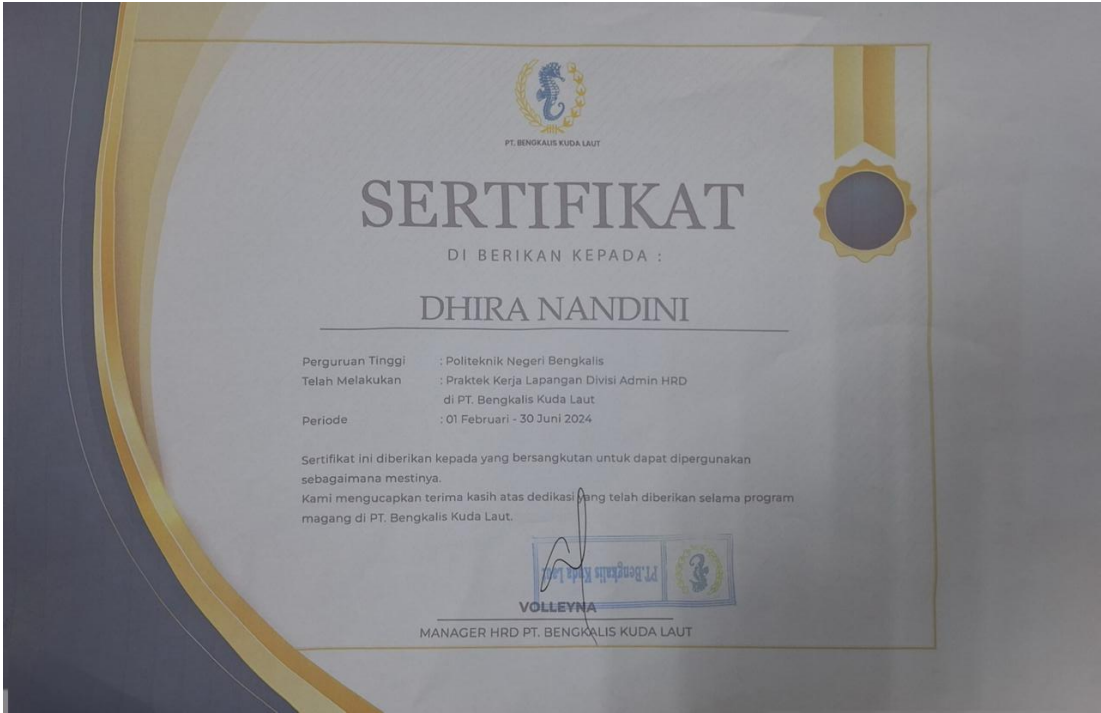 PT. BENGKALIS KUDA LAUT
SERTIFIKAT
DI BERIKAN KEPADA :
DHIRA NANDINI
Perguruan Tinggi : Politeknik Negeri Bengkalis
Telah Melakukan : Praktek Kerja Lapangan Divisi Admin HRD
di PT. Bengkalis Kuda Laut
Periode : 01 Februari - 30 Juni 2024
Sertifikat ini diberikan kepada yang bersangkutan untuk dapat dipergunakan
sebagaimana mestinya.
Kami mengucapkan terima kasih atas dedikasi yang telah diberikan selama program
magang di PT. Bengkalis Kuda Laut.
PT.Bengkalis Kuda Laut
VOLLEYNA
MANAGER HRD PT. BENGKALIS KUDA LAUT